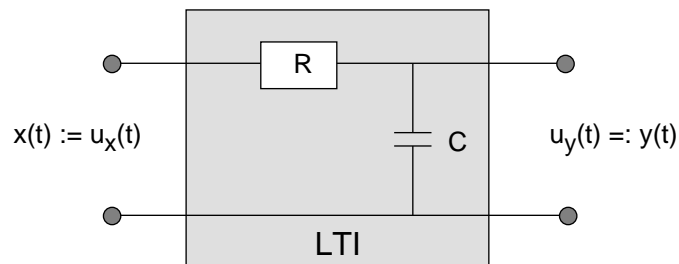 R
x(t) := u_x(t)
C
u_y(t) =: y(t)
LTI